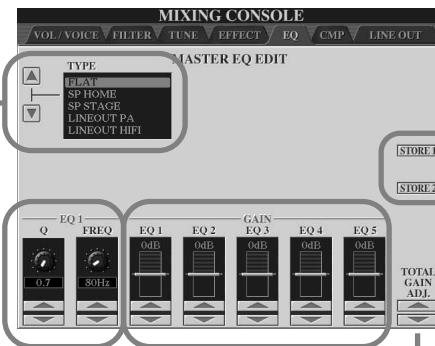 MIXING CONSOLE
VOL / VOICE FILTER TUNE EFFECT EQ CMP LINE OUT
MASTER EQ EDIT
TYPE
FLAT
SP HOME
SP STAGE
LINEOUT PA
LINEOUT HIFI
STORE 1
STORE 2
EQ 1
Q FREQ
0.7 80Hz
GAIN
EQ 1 EQ 2 EQ 3 EQ 4 EQ 5
0dB 0dB 0dB 0dB 0dB
TOTAL
GAIN
ADJ.